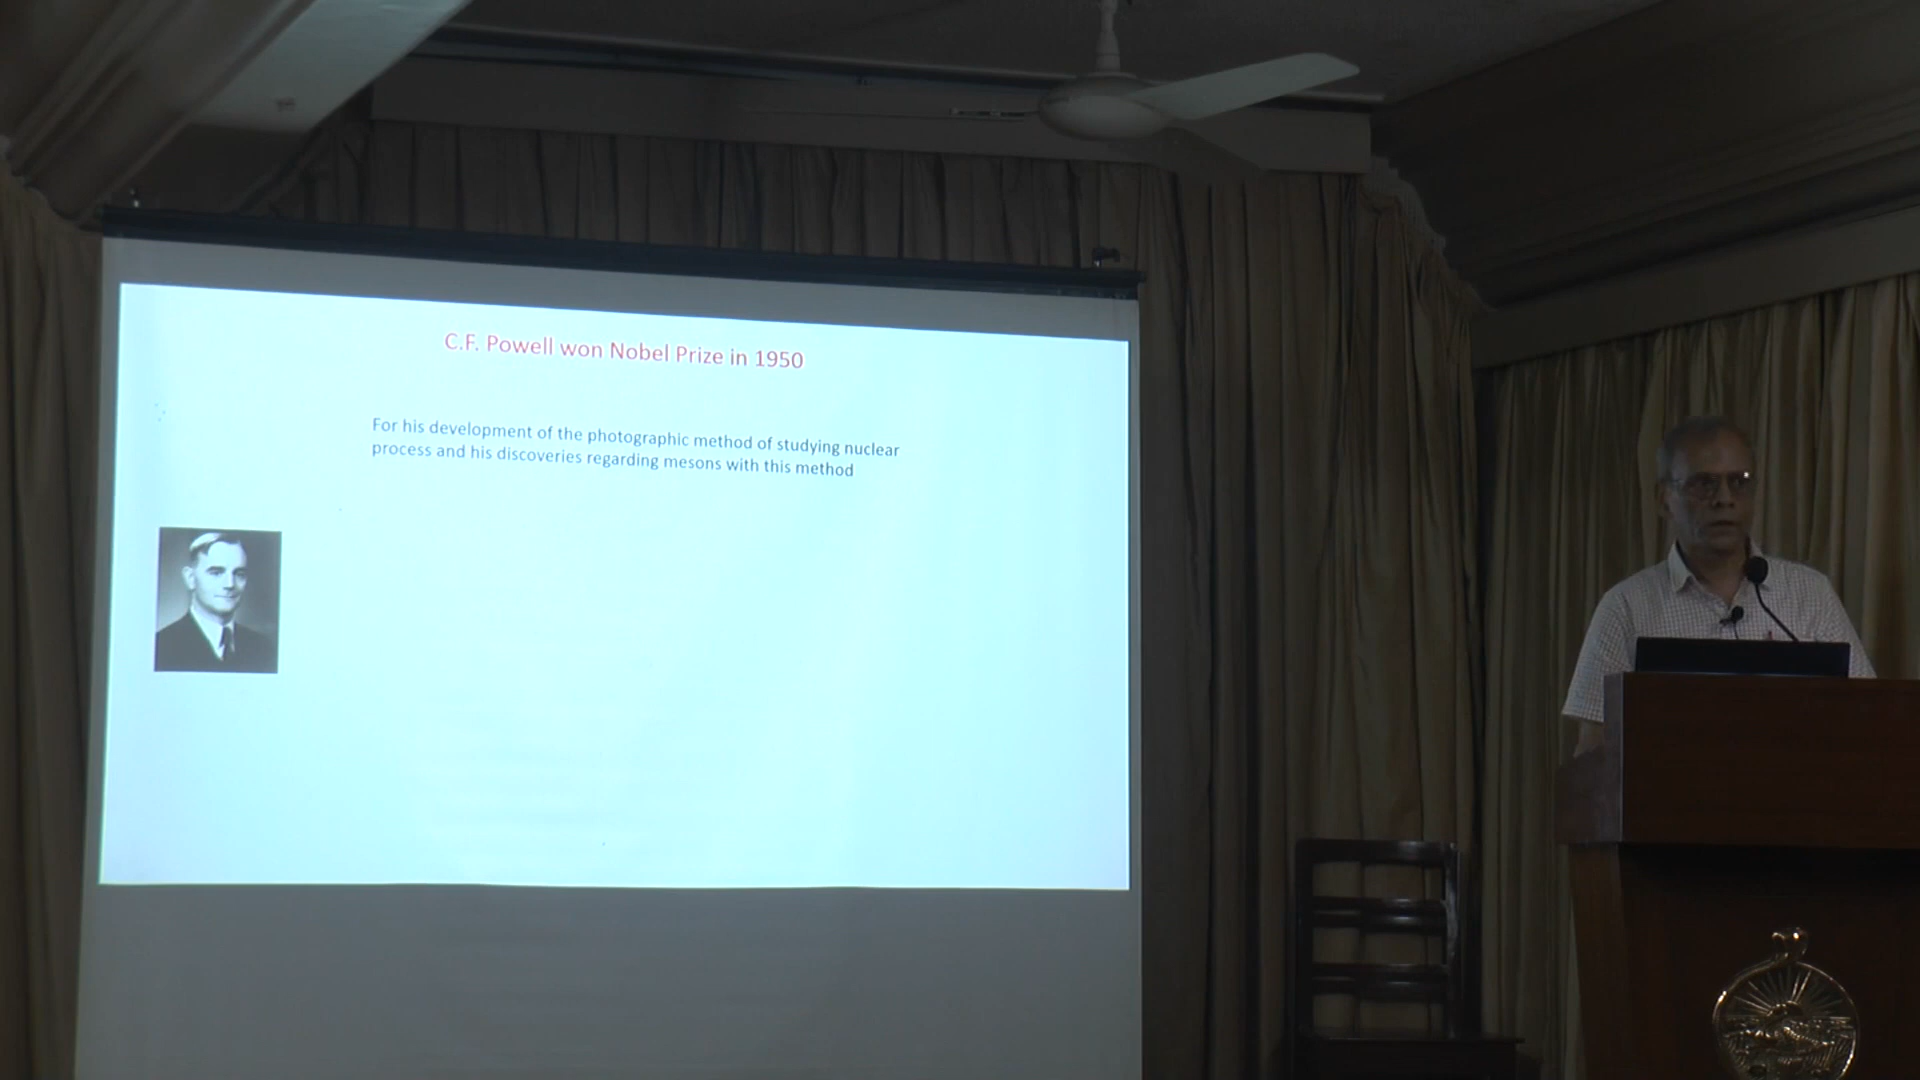 C.F. Powell won Nobel Prize in 1950
For his development of the photographic method of studying nuclear
process and his discoveries regarding mesons with this method